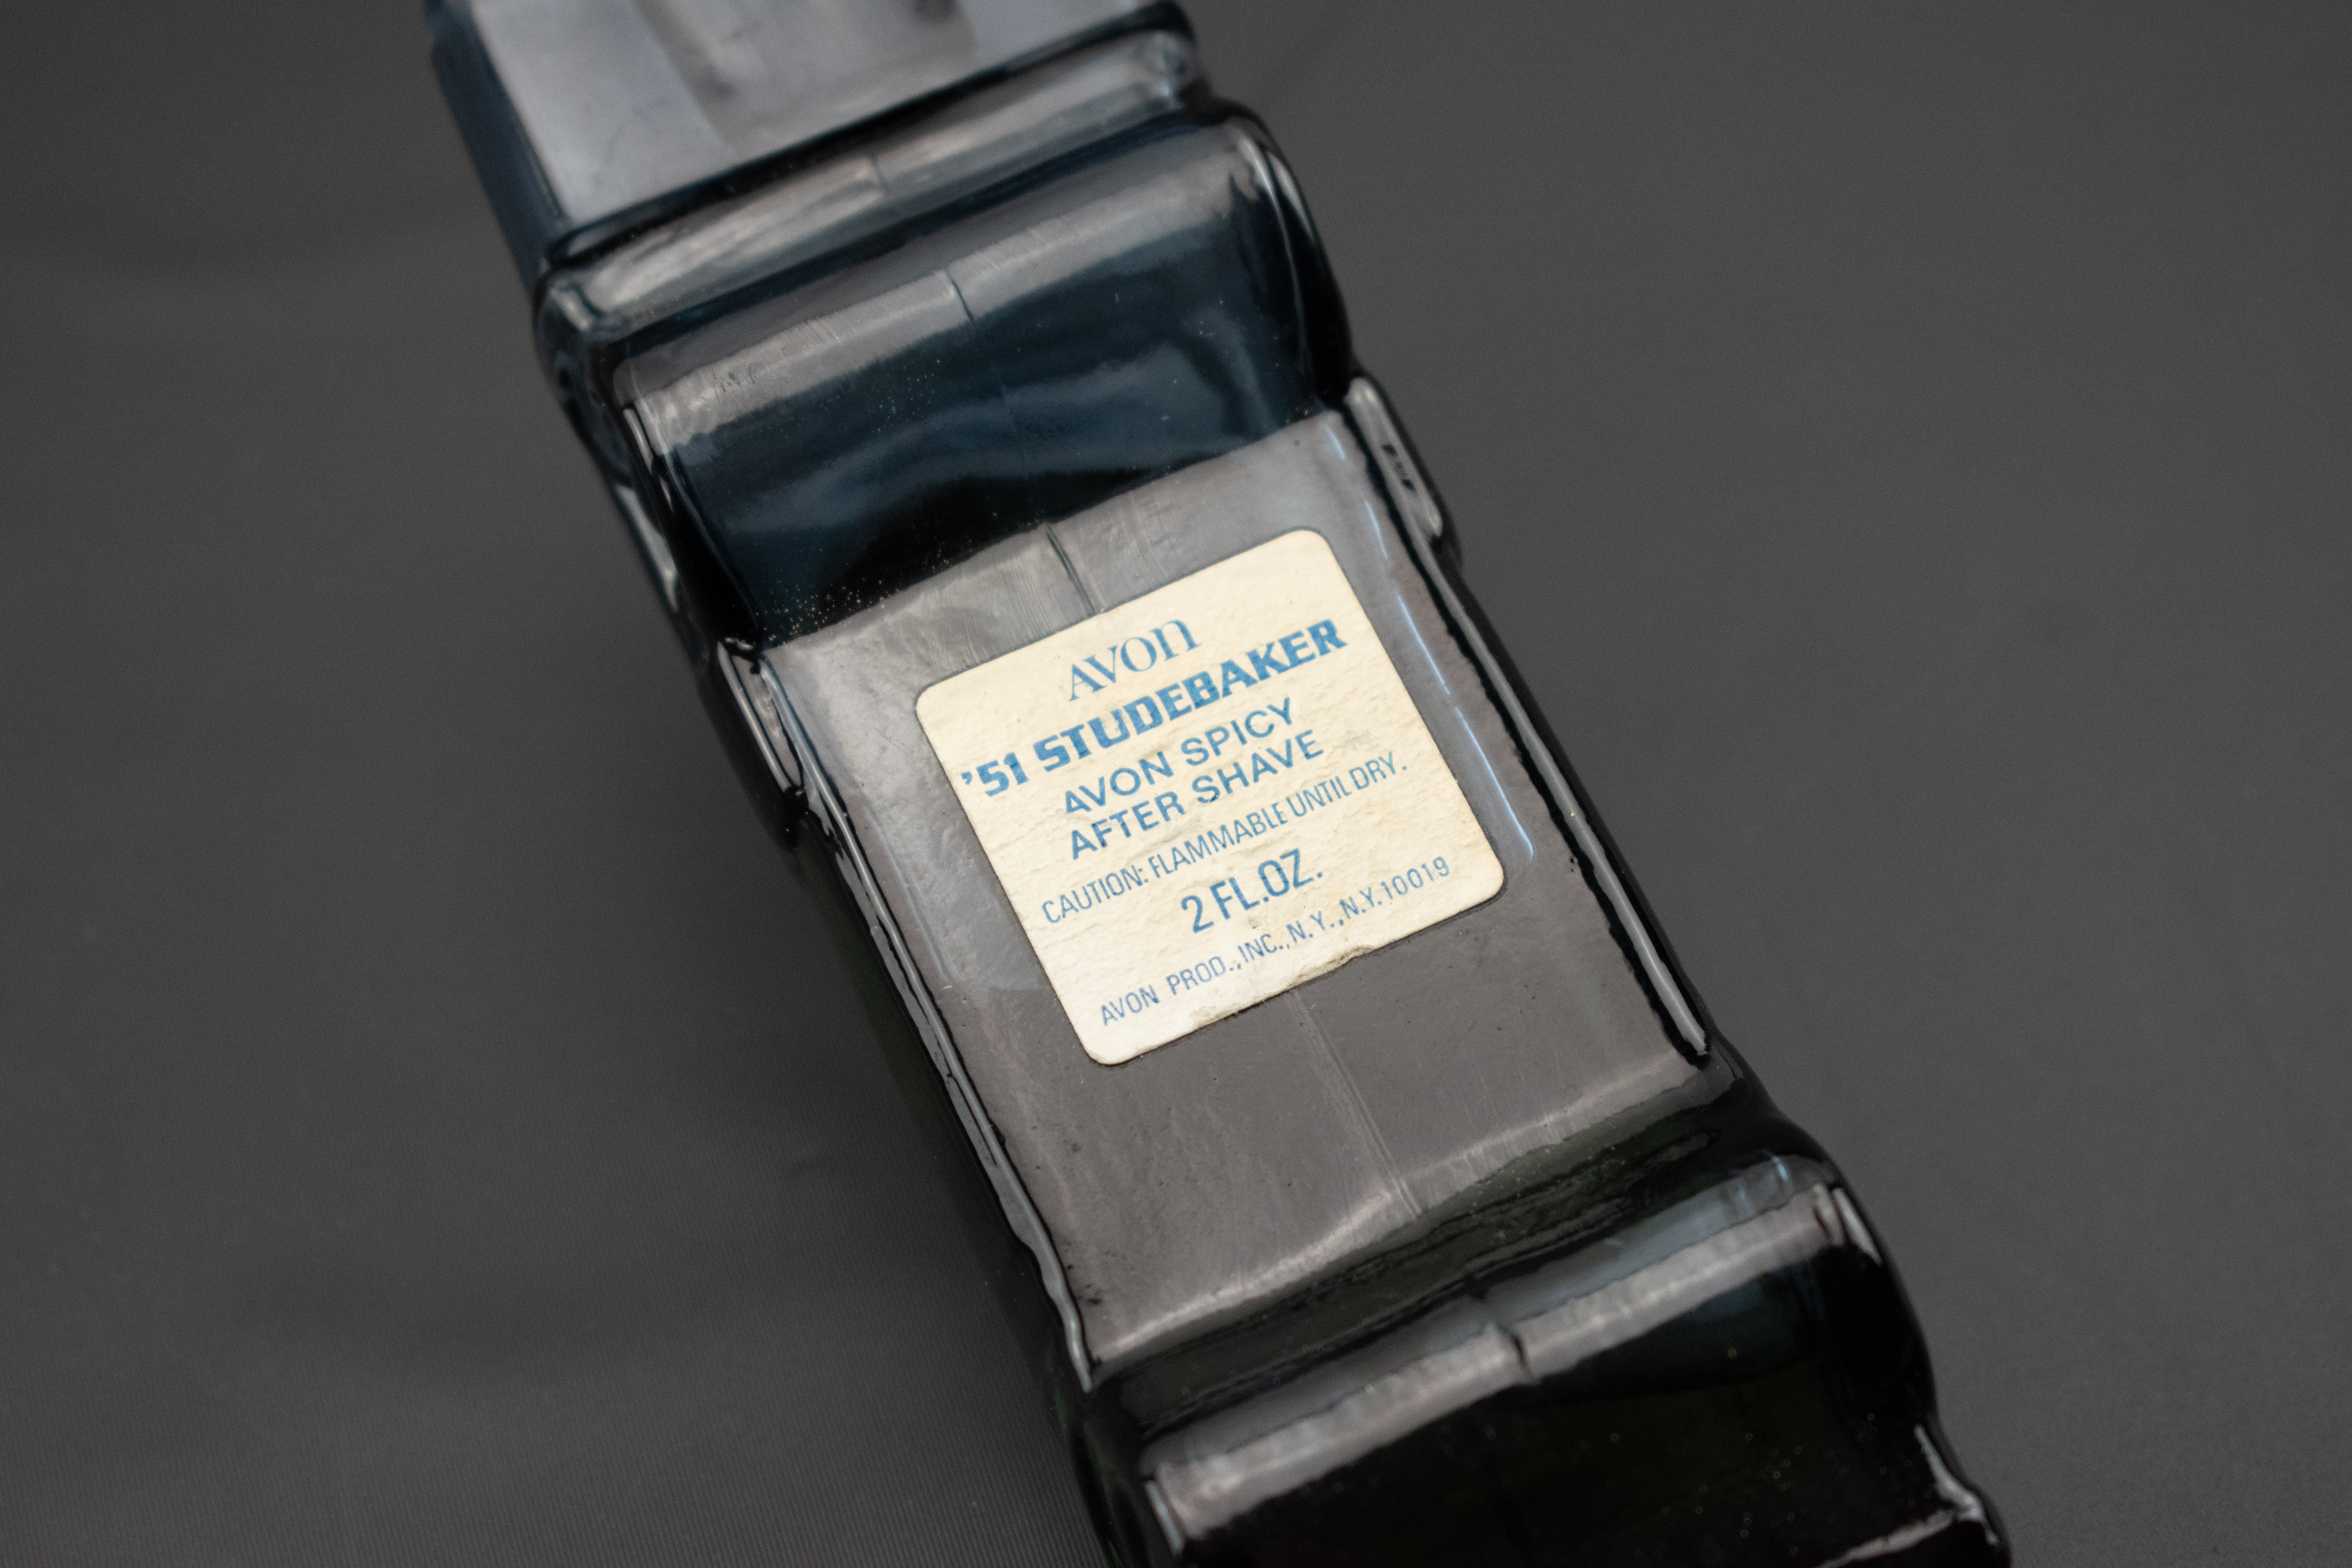 AVON
'51 STUDEBAKER
AVON SPICY
AFTER SHAVE
CAUTION: FLAMMABLE UNTIL DRY.
2 FL.OZ.
AVON PROD., INC., N.Y., N.Y. 10019